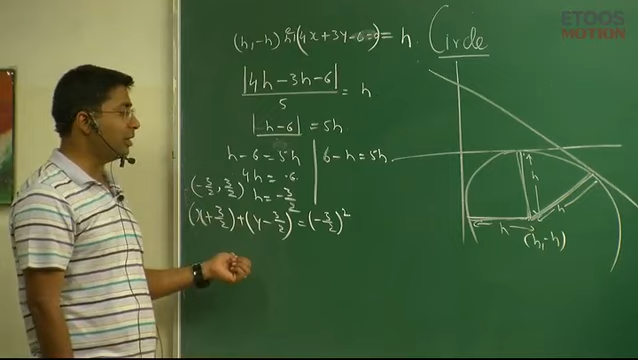 ETOOS
MOTION
Circle
(h,-h) (4x+3y-6=0) = h.
|4h-3h-6|
5
= h
|h-6| = 5h
h-6 = 5h
6-h = 5h
4h = -6
(-3/2, 3/2)
h = -3/2
(x+3/2)+(y-3/2)² = (-3/2)²
h
h
h
(h,-h)